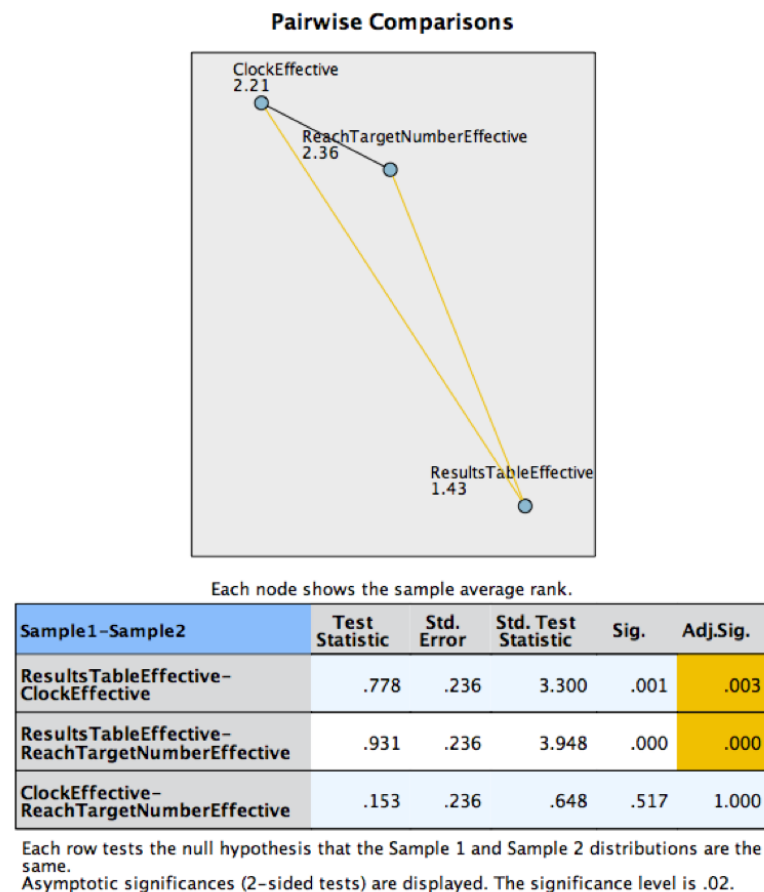 Pairwise Comparisons
ClockEffective
2.21
ReachTargetNumberEffective
2.36
ResultsTableEffective
1.43
Each node shows the sample average rank.
Sample1-Sample2 Test Statistic Std. Error Std. Test Statistic Sig. Adj.Sig.
ResultsTableEffective-
ClockEffective .778 .236 3.300 .001 .003
ResultsTableEffective-
ReachTargetNumberEffective .931 .236 3.948 .000 .000
ClockEffective-
ReachTargetNumberEffective .153 .236 .648 .517 1.000
Each row tests the null hypothesis that the Sample 1 and Sample 2 distributions are the
same.
Asymptotic significances (2-sided tests) are displayed. The significance level is .02.